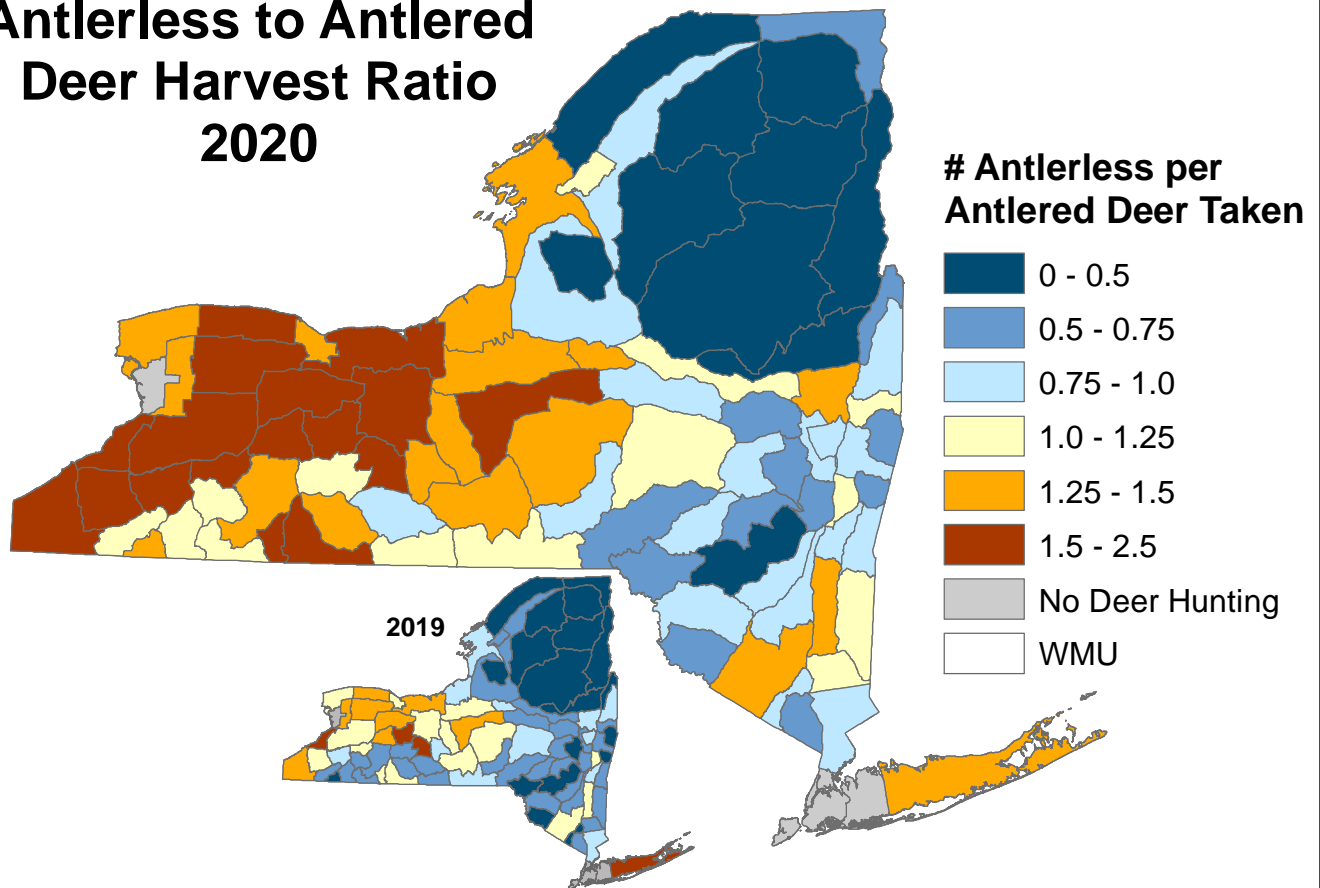 Antlerless to Antlered
Deer Harvest Ratio
2020
# Antlerless per
Antlered Deer Taken
0 - 0.5
0.5 - 0.75
0.75 - 1.0
1.0 - 1.25
1.25 - 1.5
1.5 - 2.5
No Deer Hunting
WMU
2019